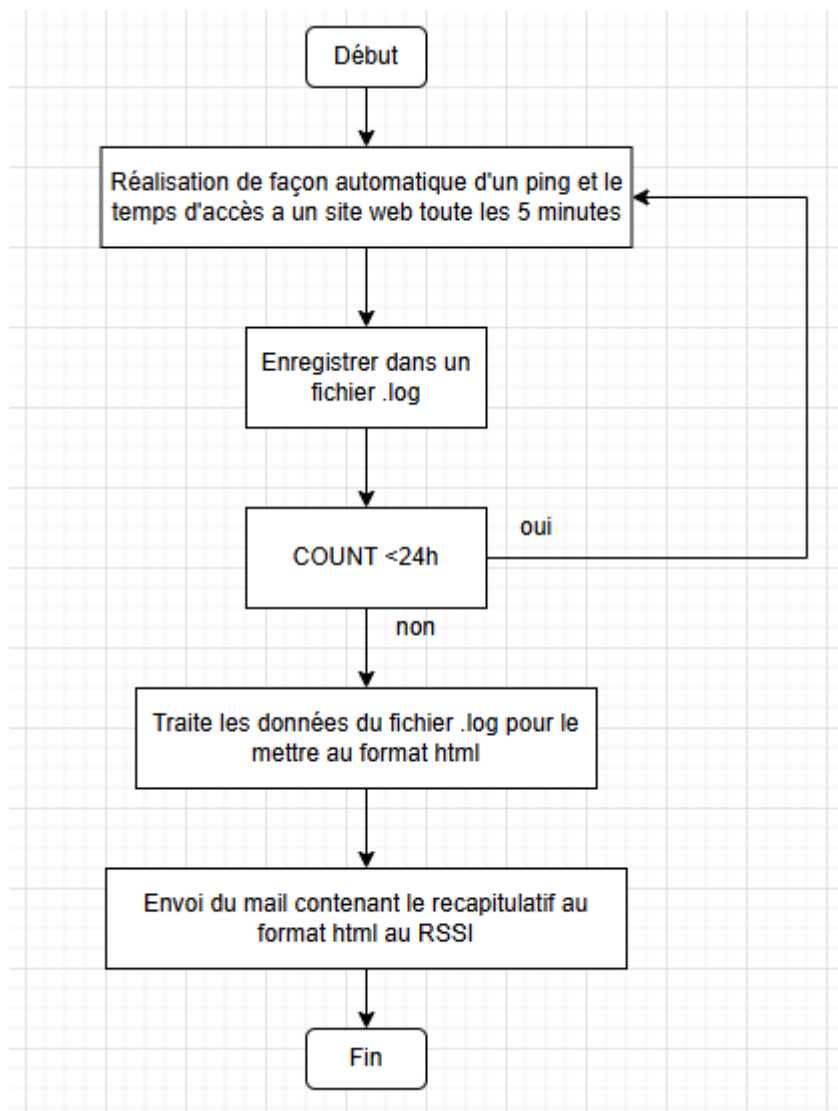 Début
Réalisation de façon automatique d'un ping et le
temps d'accès a un site web toute les 5 minutes
Enregistrer dans un
fichier .log
COUNT <24h
oui
non
Traite les données du fichier .log pour le
mettre au format html
Envoi du mail contenant le recapitulatif au
format html au RSSI
Fin